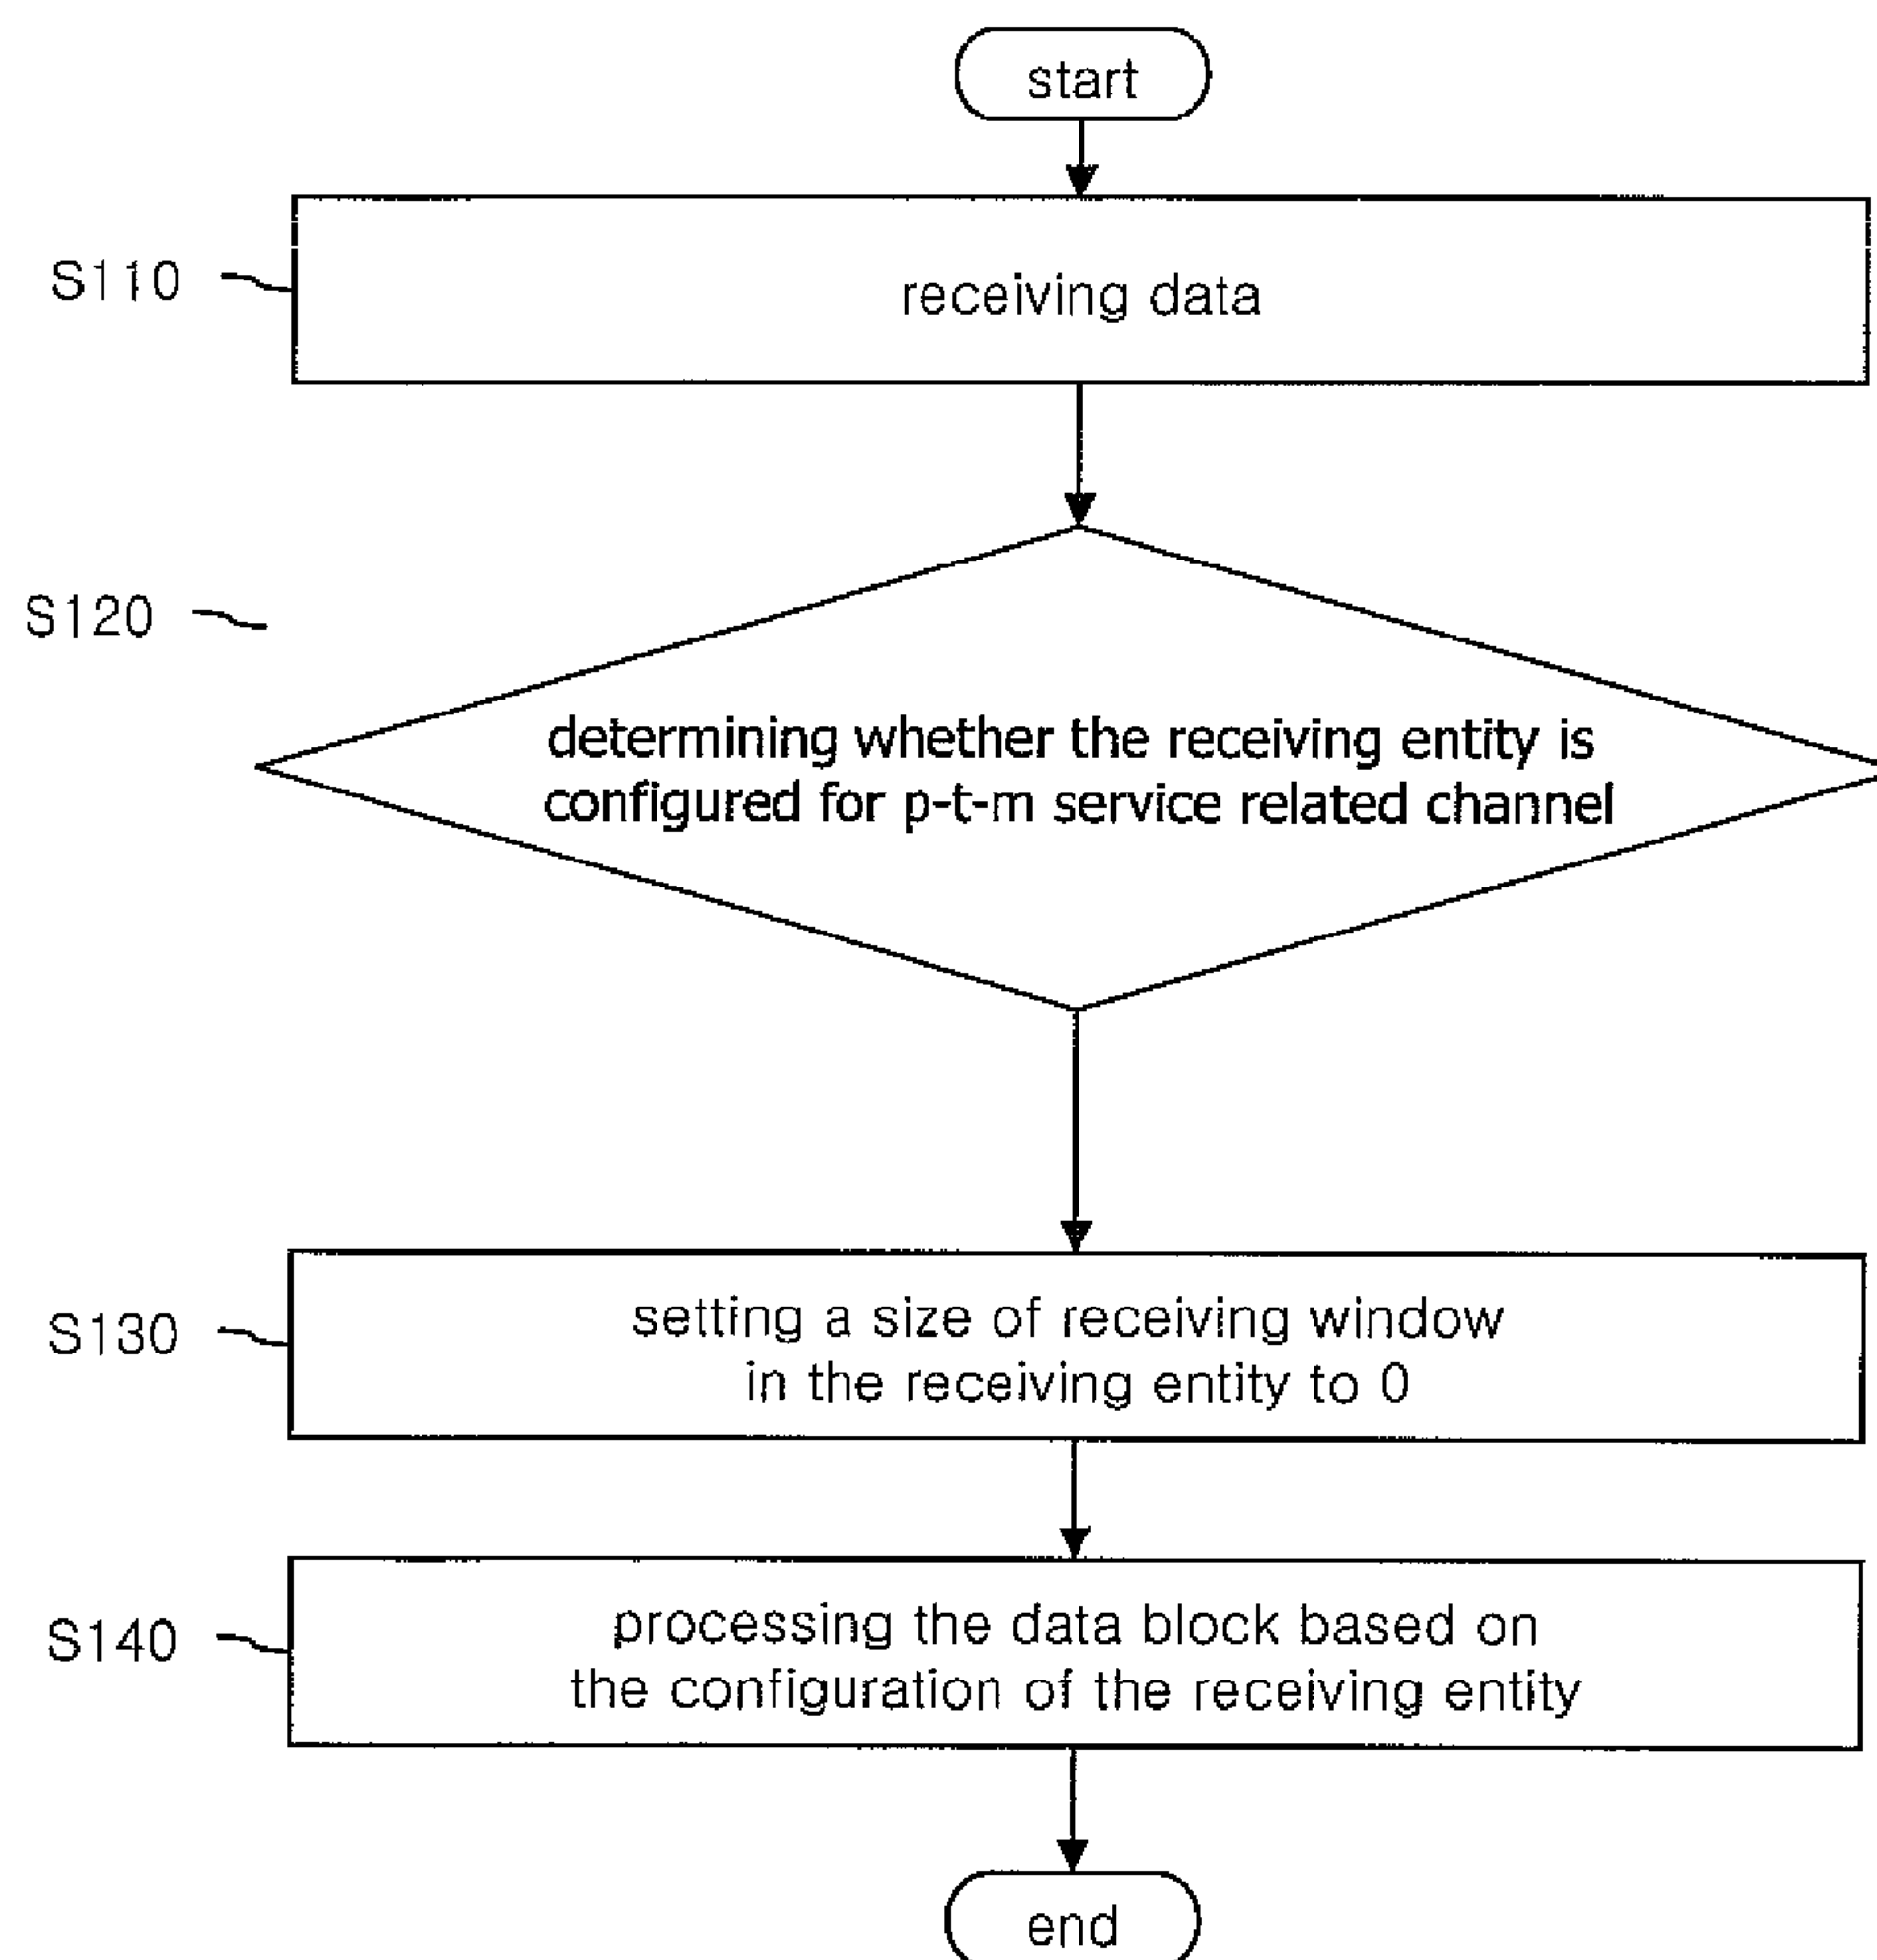 start
S110
receiving data
S120
determining whether the receiving entity is
configured for p-t-m service related channel
S130
setting a size of receiving window
in the receiving entity to 0
S140
processing the data block based on
the configuration of the receiving entity
end